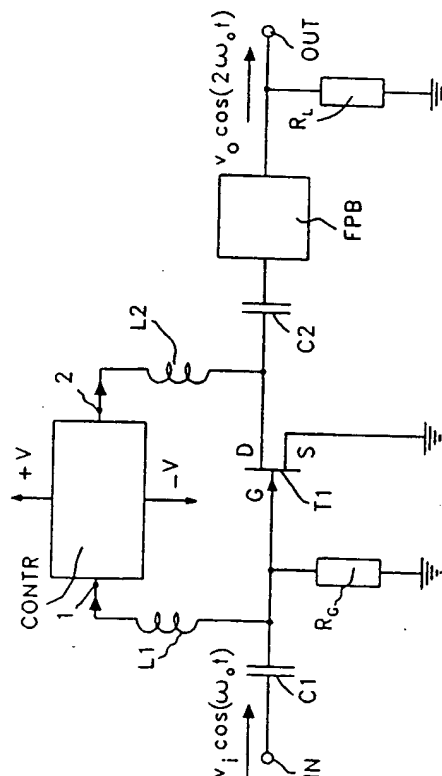 +V
−V
CONTR
1
2
L1
L2
v_i cos(ω_o t)
IN
C1
R_G
G
D
S
T1
C2
FPB
v_o cos(2ω_o t)
R_L
OUT